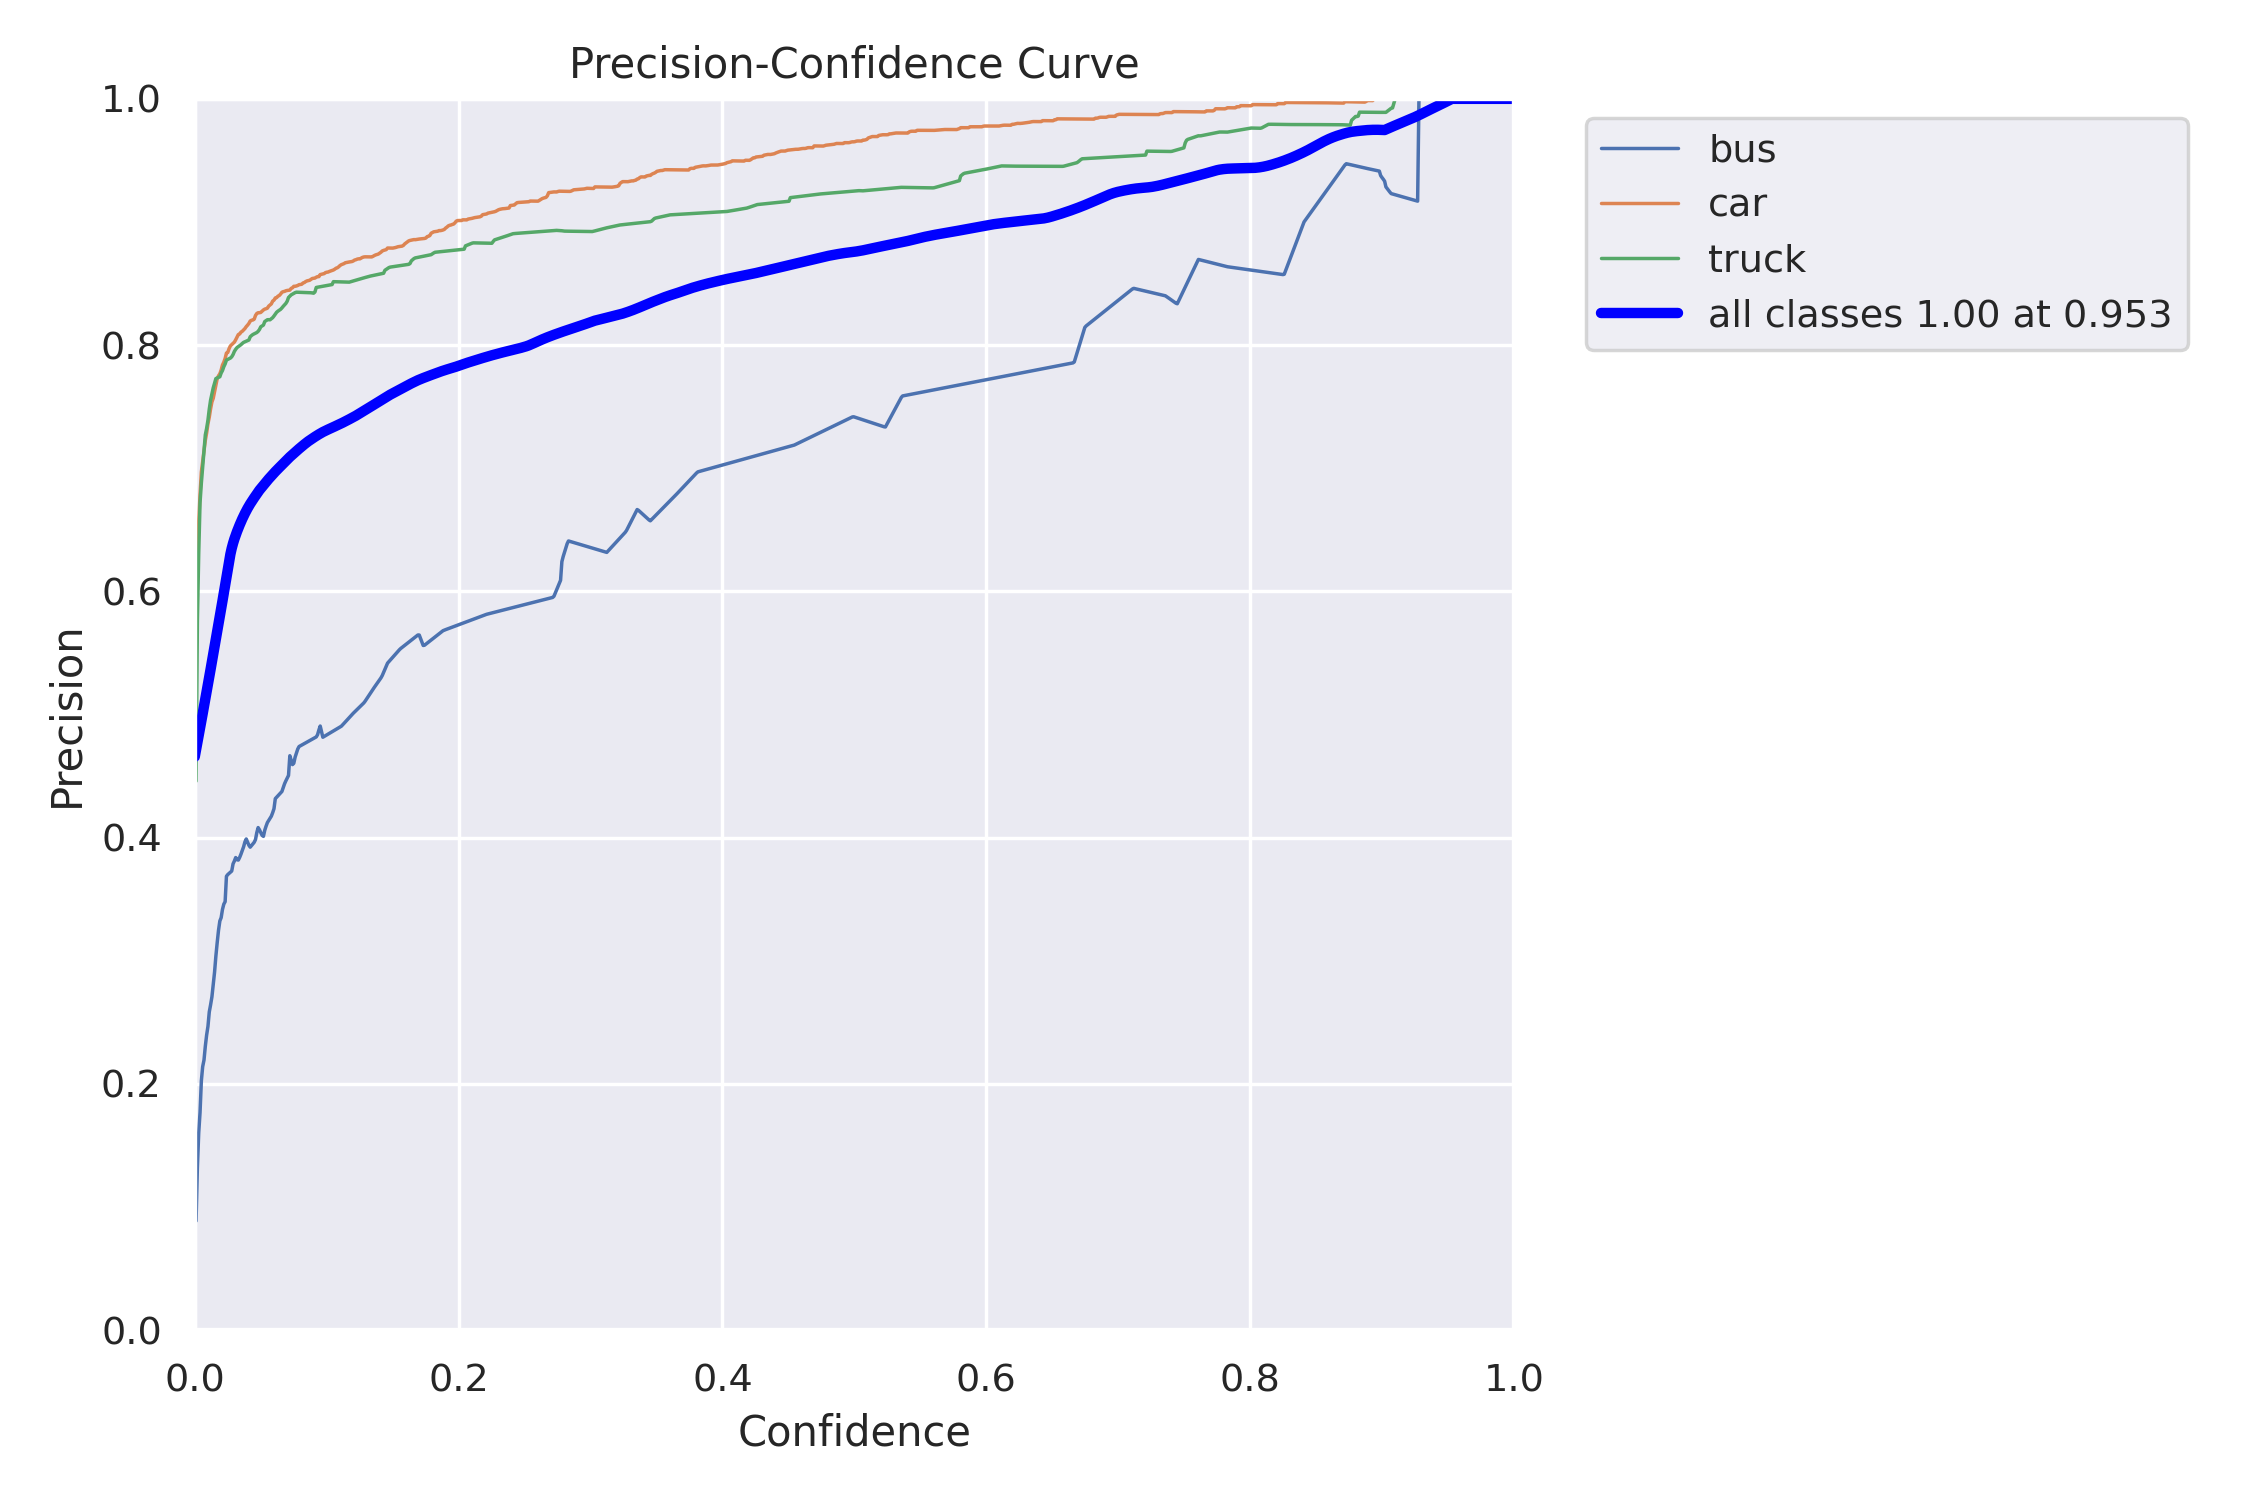 Precision-Confidence Curve
1.0
0.8
0.6
0.4
0.2
0.0
Precision
0.0 0.2 0.4 0.6 0.8 1.0
Confidence
bus
car
truck
all classes 1.00 at 0.953